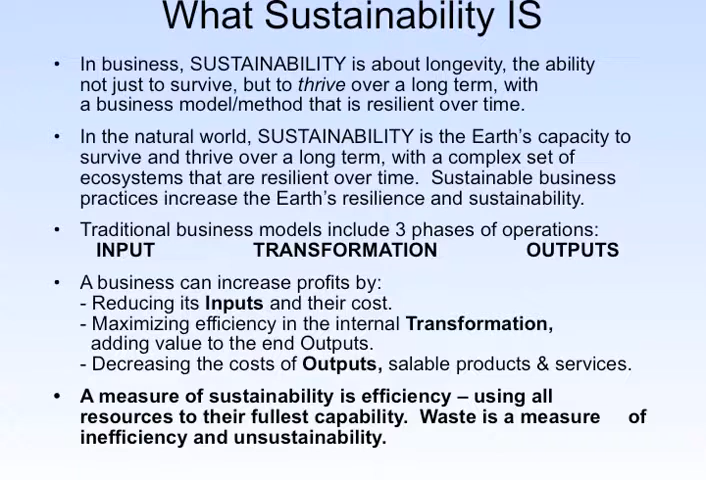 What Sustainability IS
• In business, SUSTAINABILITY is about longevity, the ability
not just to survive, but to thrive over a long term, with
a business model/method that is resilient over time.
• In the natural world, SUSTAINABILITY is the Earth's capacity to
survive and thrive over a long term, with a complex set of
ecosystems that are resilient over time. Sustainable business
practices increase the Earth's resilience and sustainability.
• Traditional business models include 3 phases of operations:
INPUT TRANSFORMATION OUTPUTS
• A business can increase profits by:
- Reducing its Inputs and their cost.
- Maximizing efficiency in the internal Transformation,
adding value to the end Outputs.
- Decreasing the costs of Outputs, salable products & services.
• A measure of sustainability is efficiency – using all
resources to their fullest capability. Waste is a measure of
inefficiency and unsustainability.